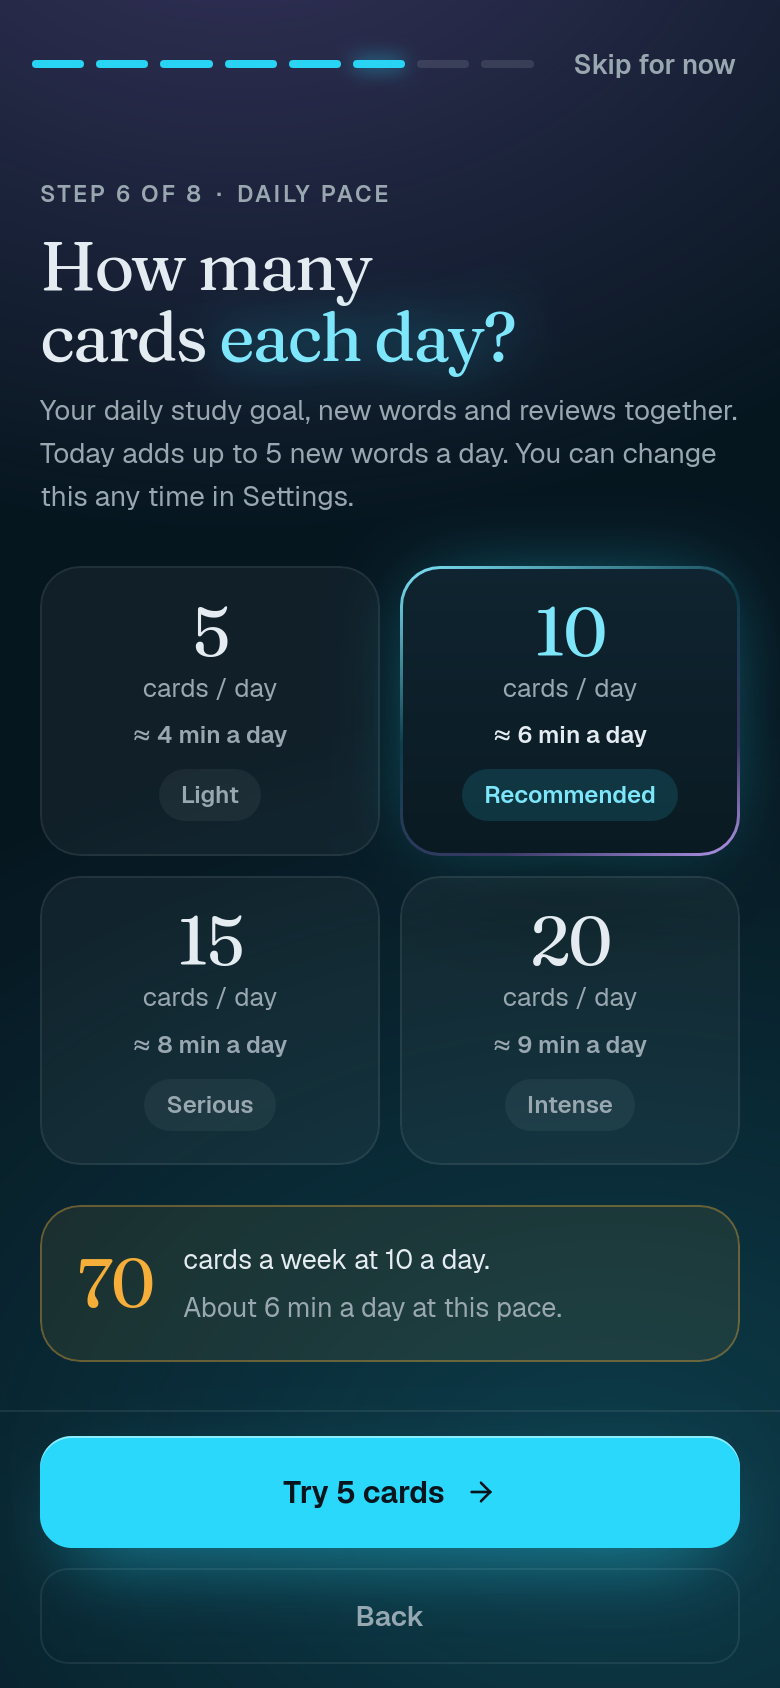 Skip for now
STEP 6 OF 8 · DAILY PACE
How many
cards each day?
Your daily study goal, new words and reviews together.
Today adds up to 5 new words a day. You can change
this any time in Settings.
5
cards / day
≈ 4 min a day
Light
10
cards / day
≈ 6 min a day
Recommended
15
cards / day
≈ 8 min a day
Serious
20
cards / day
≈ 9 min a day
Intense
70
cards a week at 10 a day.
About 6 min a day at this pace.
Try 5 cards →
Back